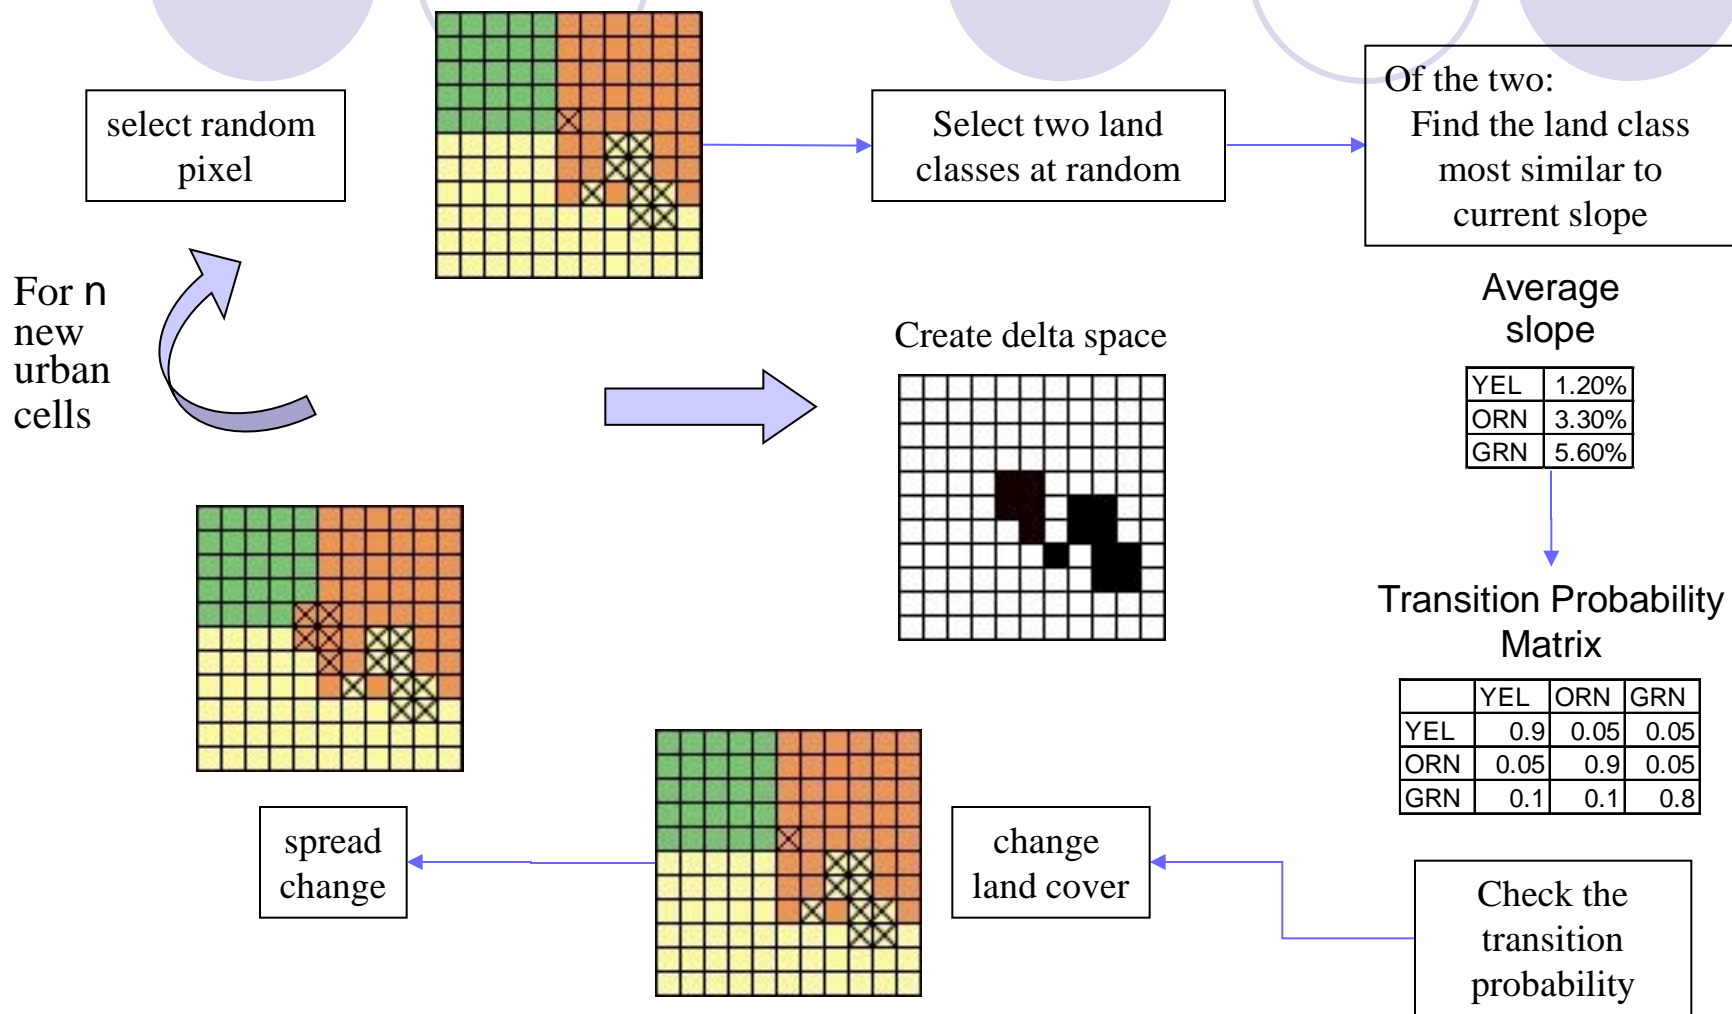 select random
pixel
Select two land
classes at random
Of the two:
Find the land class
most similar to
current slope
For n
new
urban
cells
Create delta space
Average
slope
YEL 1.20%
ORN 3.30%
GRN 5.60%
Transition Probability
Matrix
YEL ORN GRN
YEL 0.9 0.05 0.05
ORN 0.05 0.9 0.05
GRN 0.1 0.1 0.8
spread
change
change
land cover
Check the
transition
probability